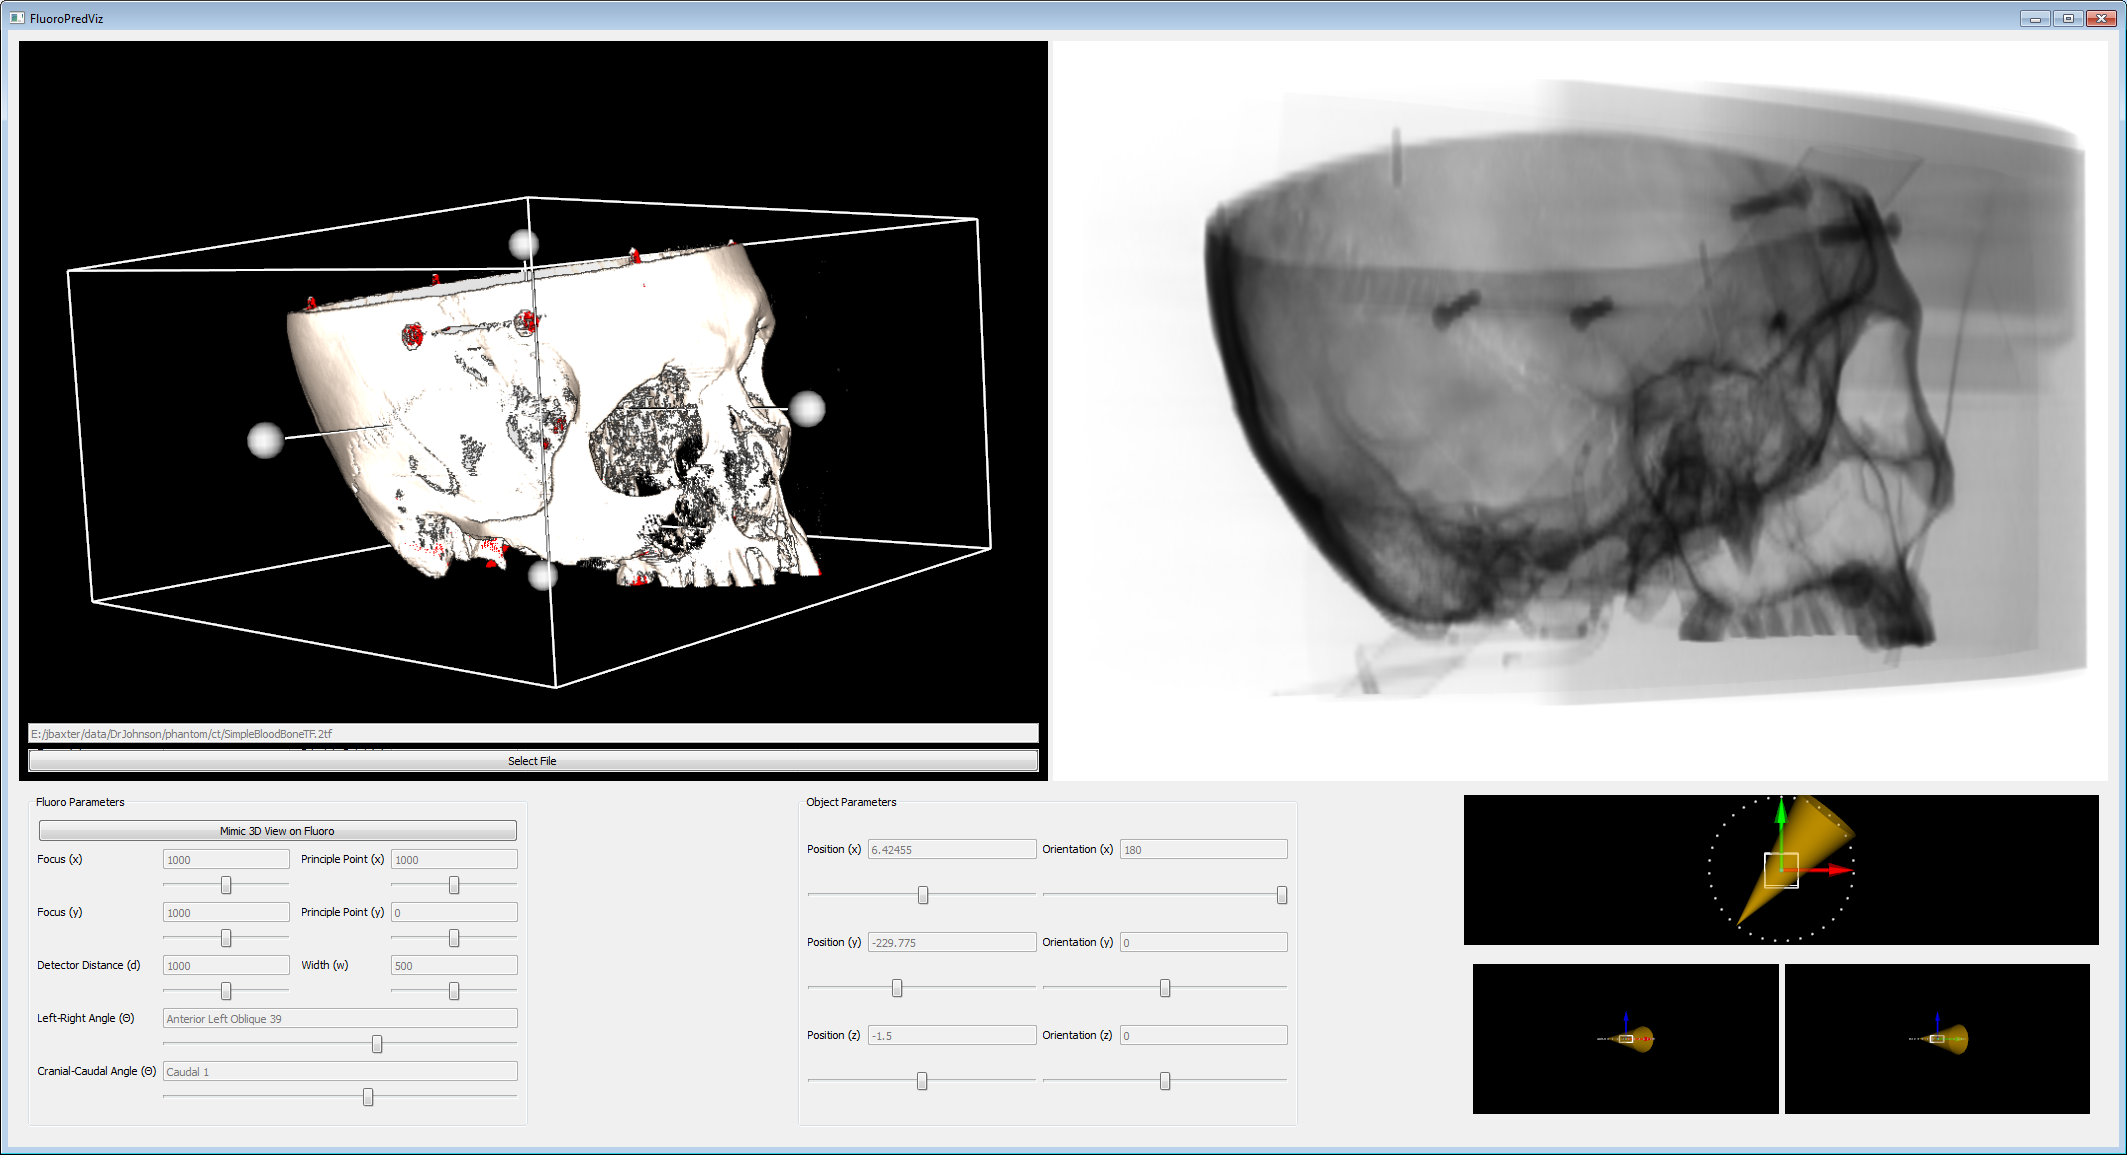 FluoroPredViz
E:/jbaxter/data/DrJohnson/phantom/ct/SimpleBloodBoneTF.2tf
Select File
Fluoro Parameters
Mimic 3D View on Fluoro
Focus (x) 1000 Principle Point (x) 1000
Focus (y) 1000 Principle Point (y) 0
Detector Distance (d) 1000 Width (w) 500
Left-Right Angle (Θ) Anterior Left Oblique 39
Cranial-Caudal Angle (Θ) Caudal 1
Object Parameters
Position (x) 6.42455 Orientation (x) 180
Position (y) -229.775 Orientation (y) 0
Position (z) -1.5 Orientation (z) 0